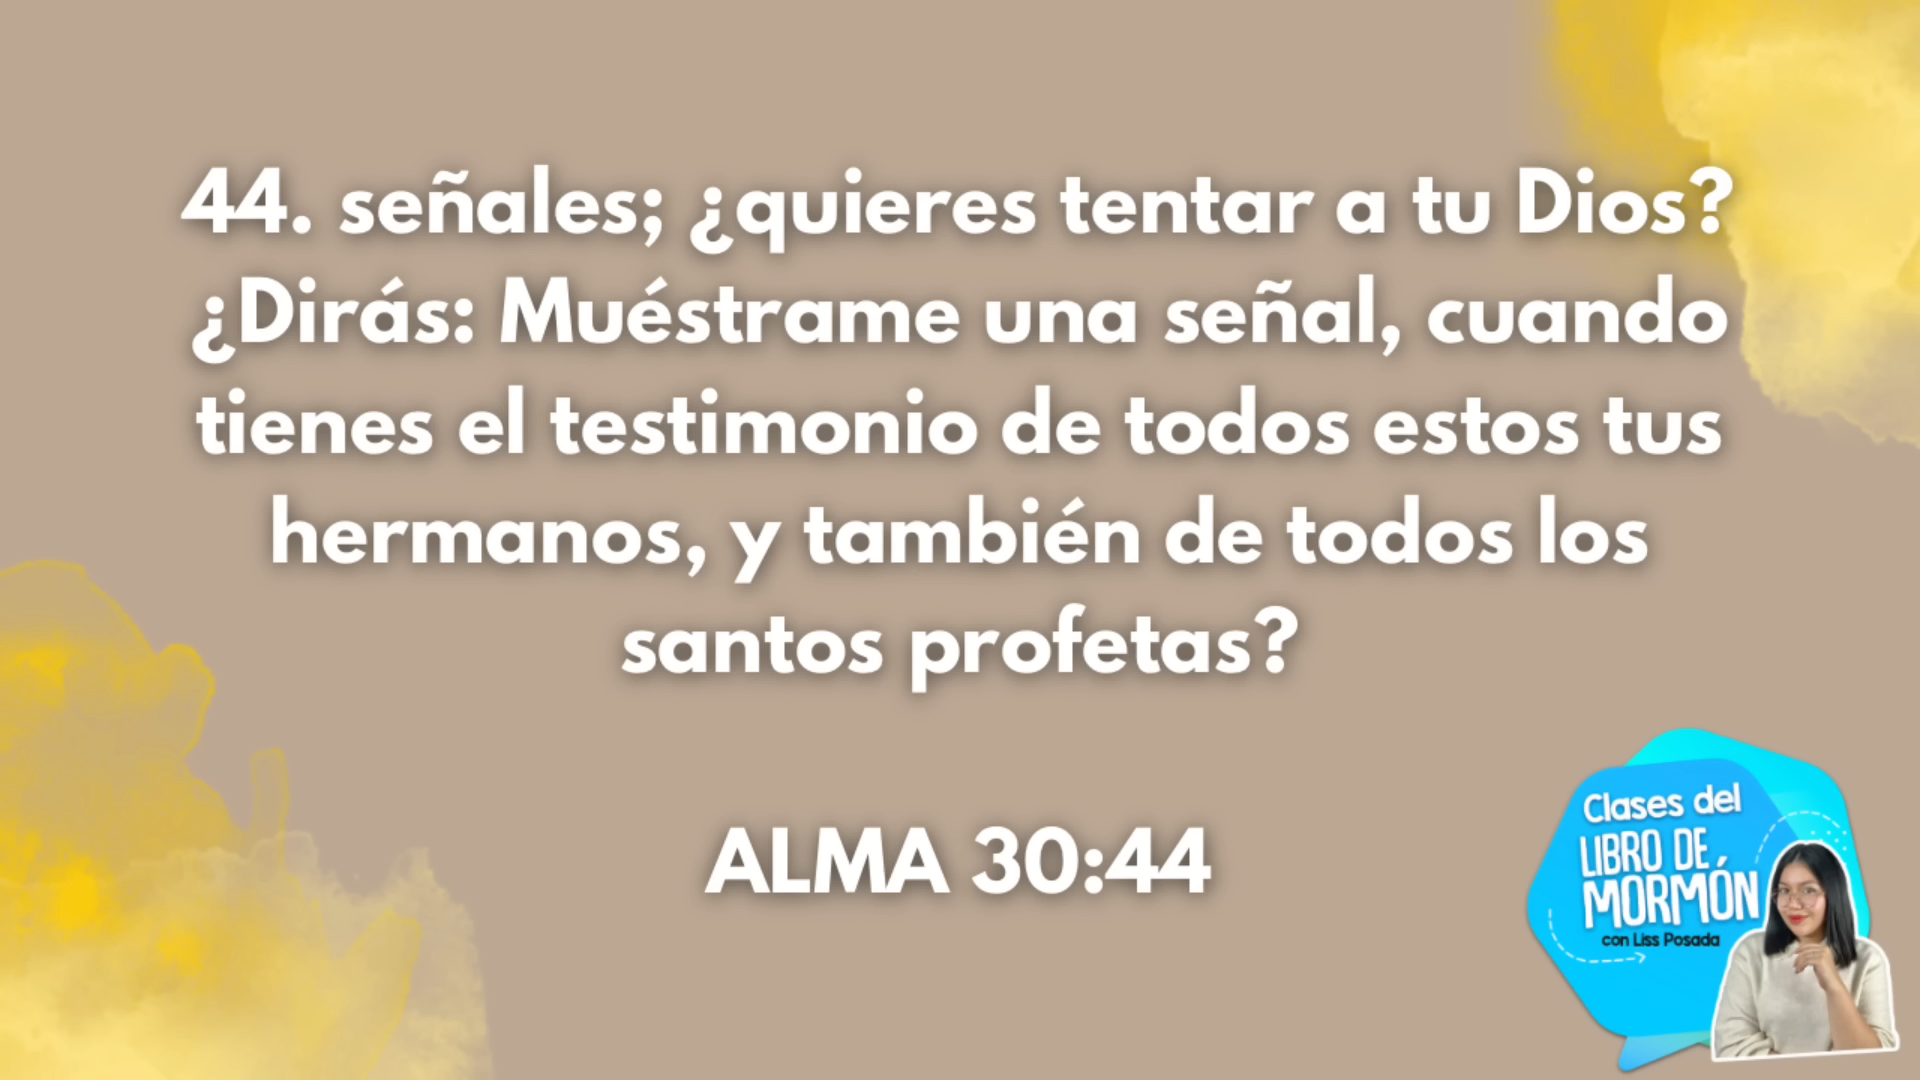 44. señales; ¿quieres tentar a tu Dios?
¿Dirás: Muéstrame una señal, cuando
tienes el testimonio de todos estos tus
hermanos, y también de todos los
santos profetas?
ALMA 30:44
Clases del
LIBRO DE
MORMÓN
con Liss Posada